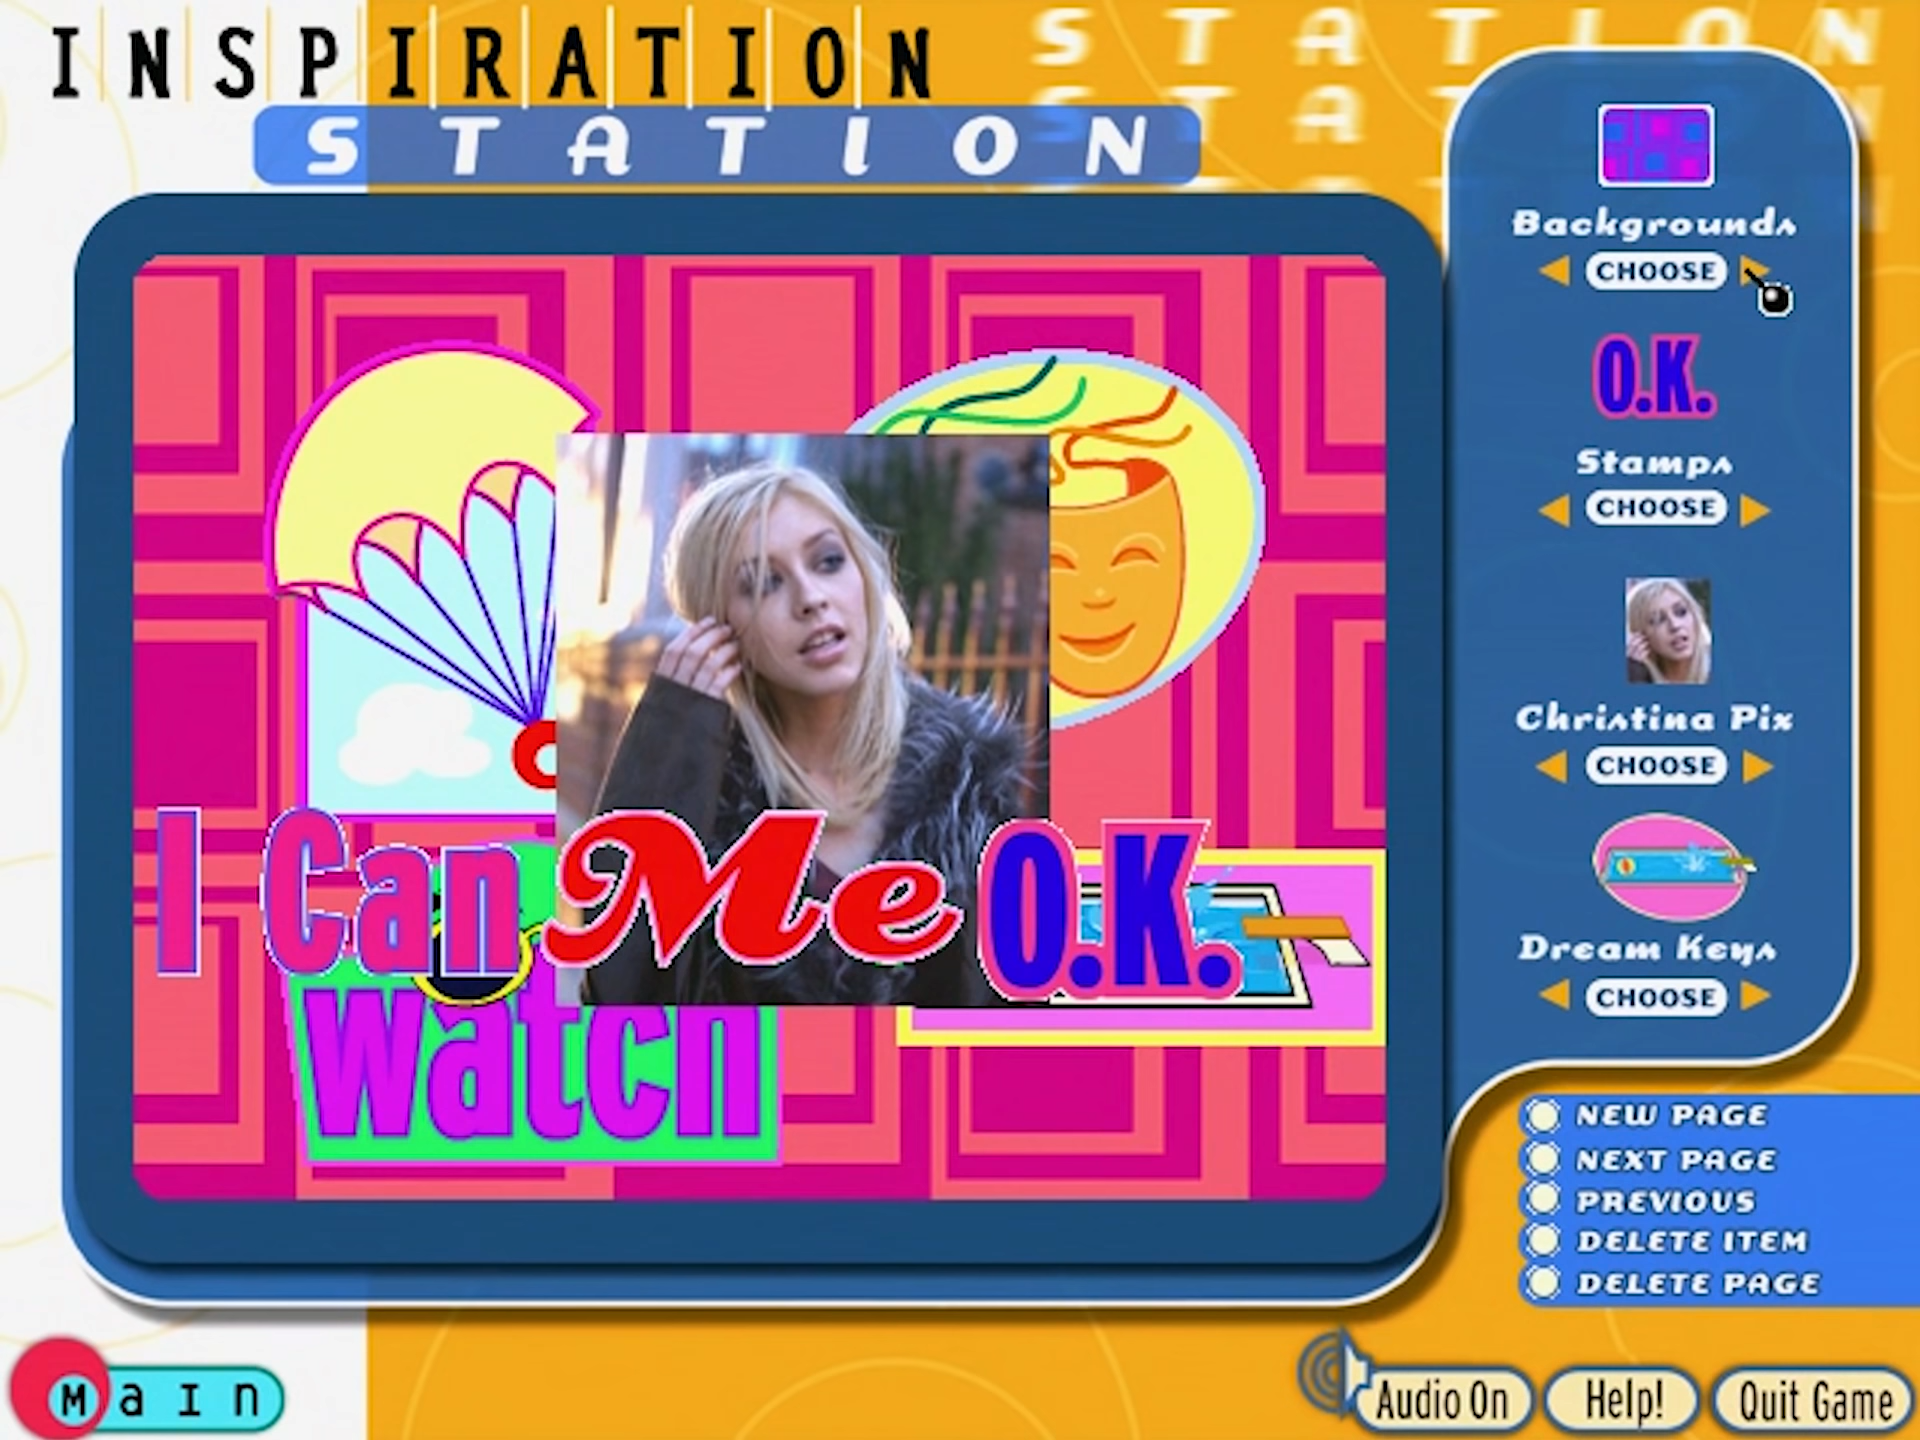 INSPIRATION
STATION
STATION
STATION
Backgrounds
CHOOSE
O.K.
Stamps
CHOOSE
Christina Pix
CHOOSE
Dream Keys
CHOOSE
I Can Me O.K.
watch
NEW PAGE
NEXT PAGE
PREVIOUS
DELETE ITEM
DELETE PAGE
Main
Audio On
Help!
Quit Game